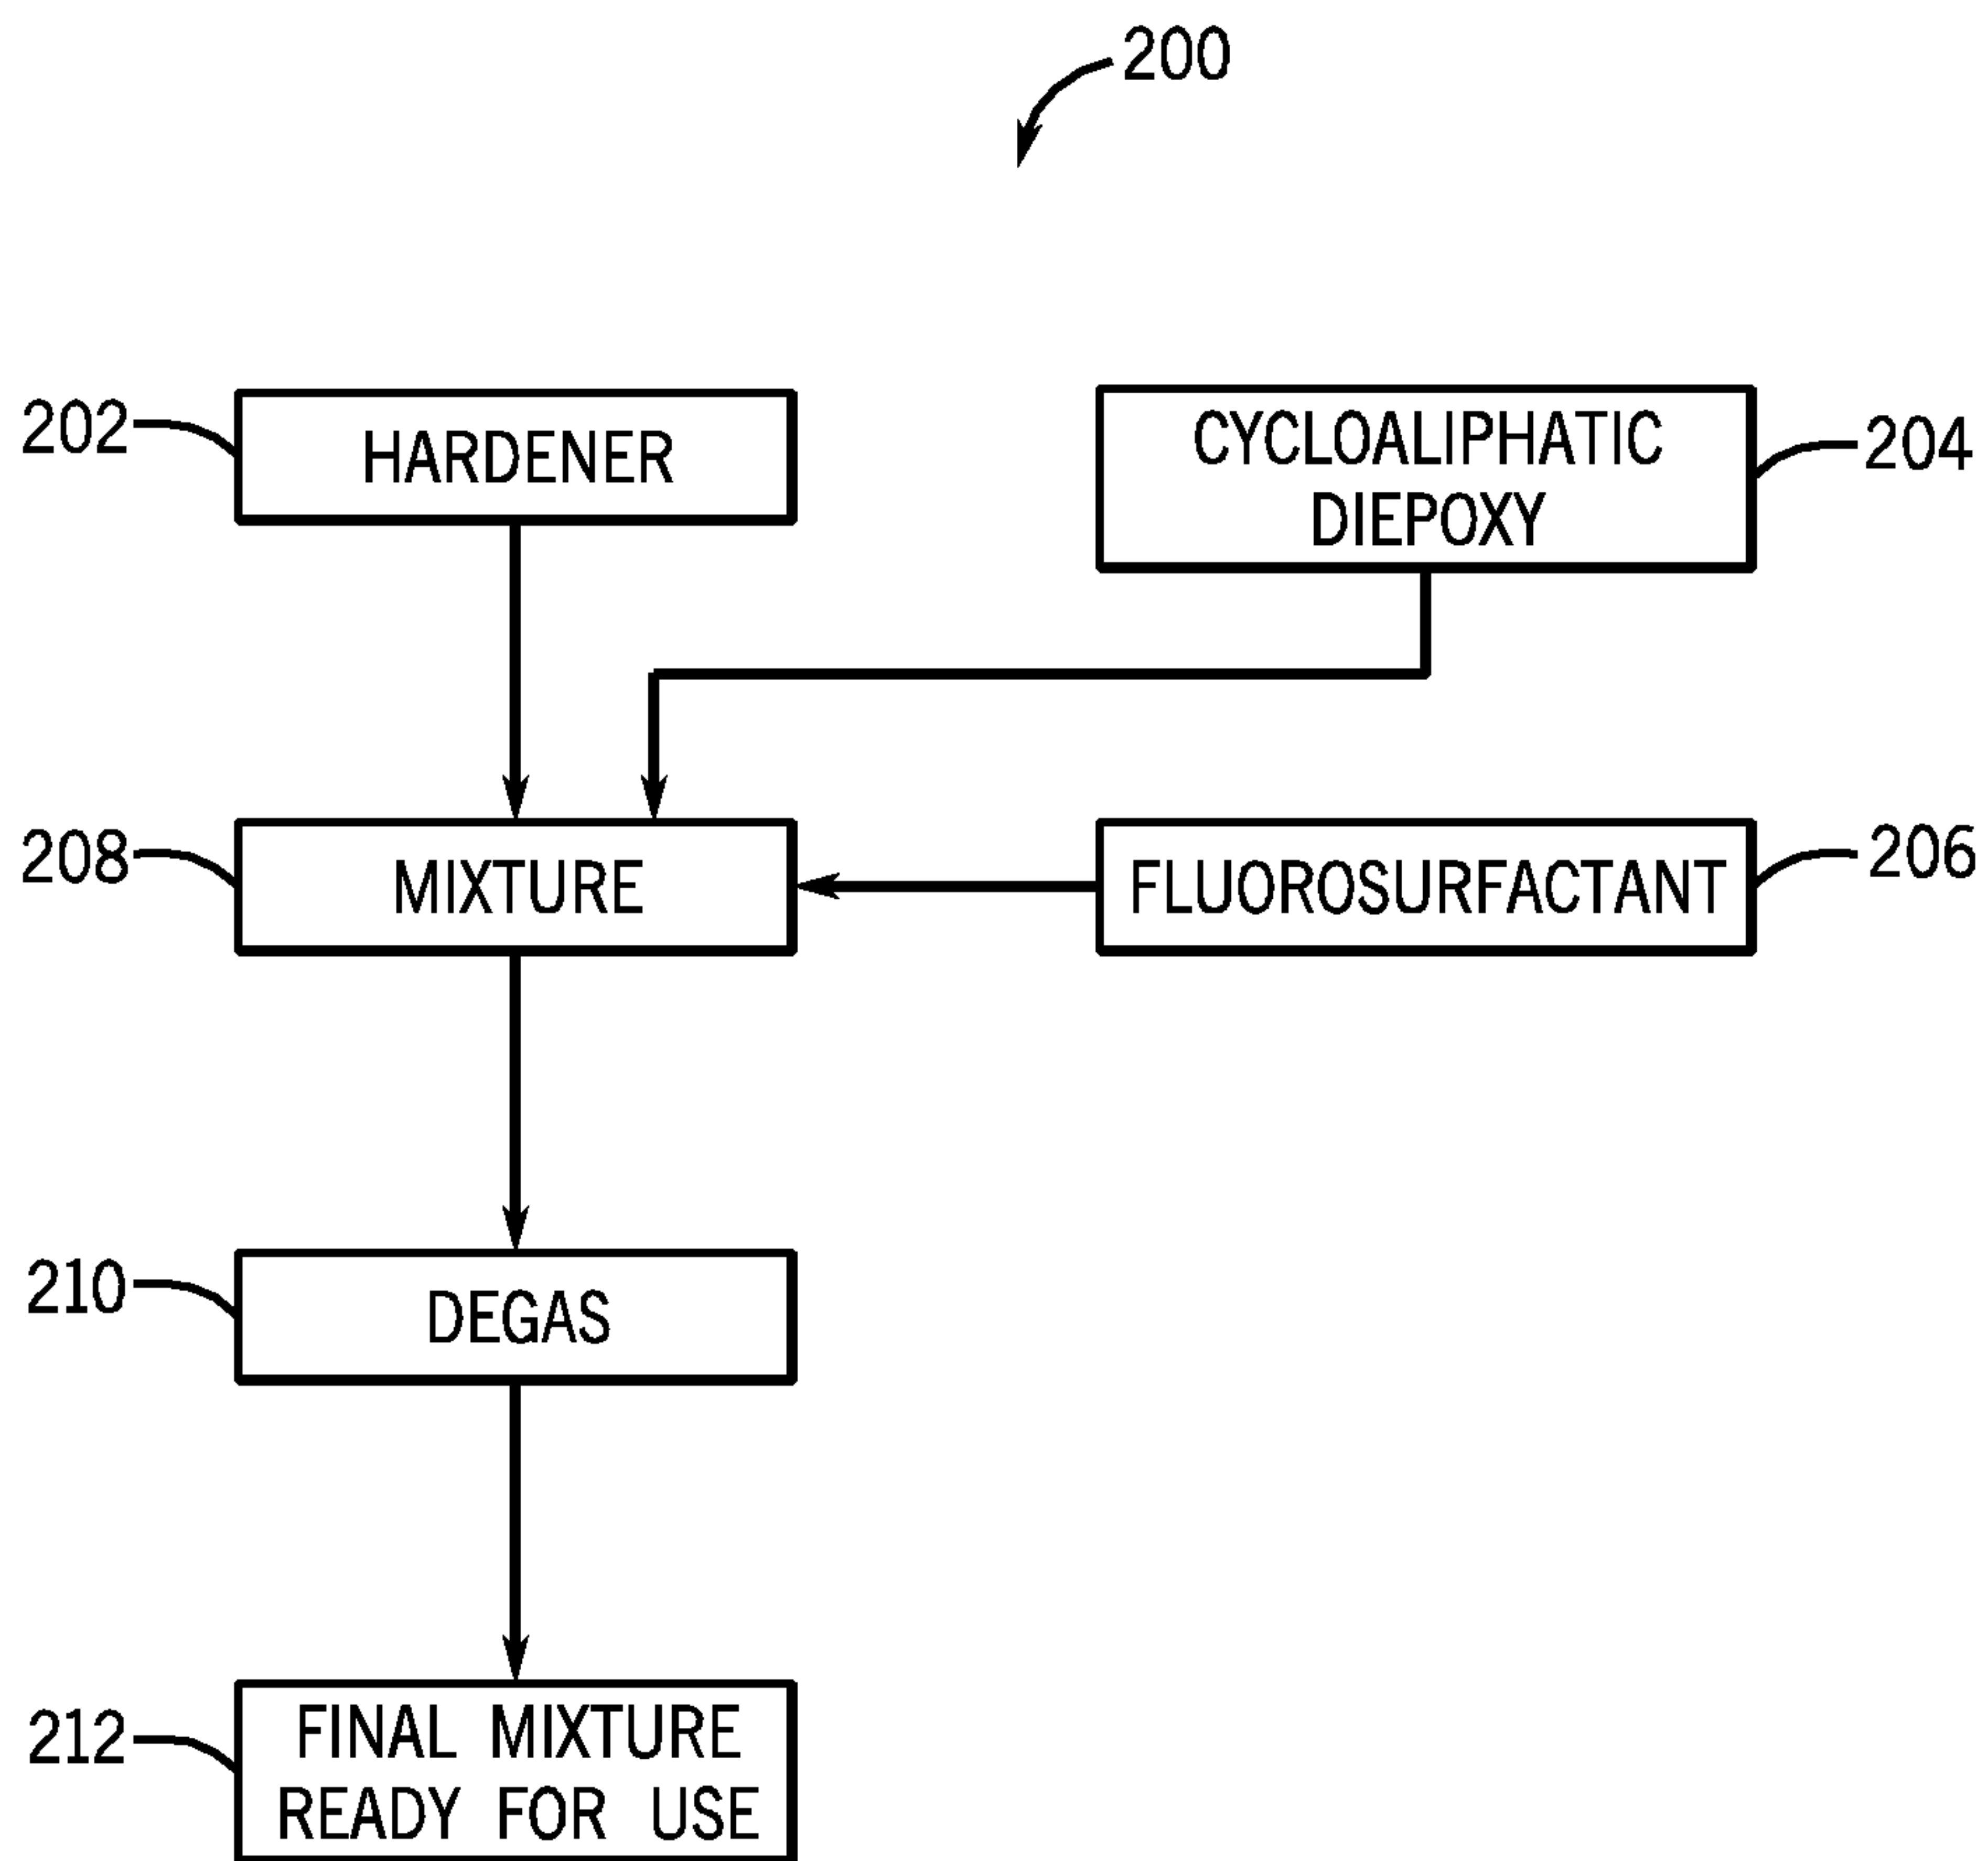 200
202
HARDENER
CYCLOALIPHATIC
DIEPOXY
204
208
MIXTURE
FLUOROSURFACTANT
206
210
DEGAS
212
FINAL MIXTURE
READY FOR USE